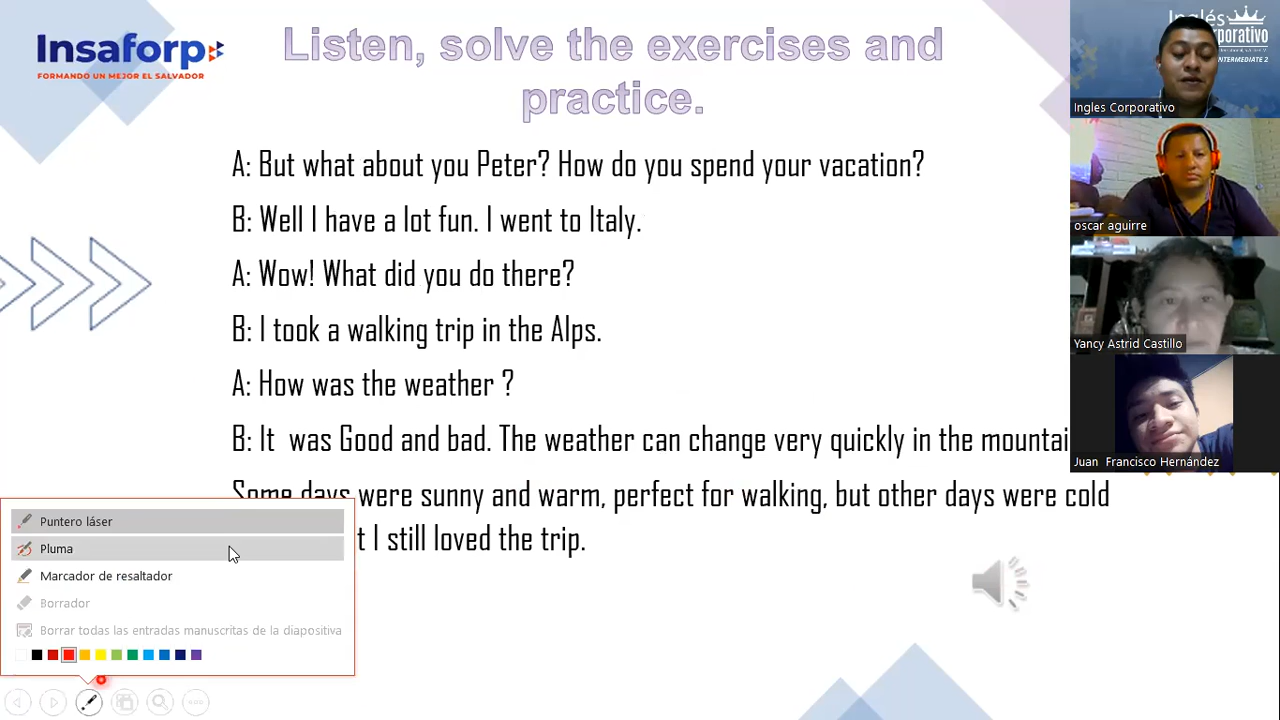 Insaforp
FORMANDO UN MEJOR EL SALVADOR
Listen, solve the exercises and
practice.
A: But what about you Peter? How do you spend your vacation?
B: Well I have a lot fun. I went to Italy.
A: Wow! What did you do there?
B: I took a walking trip in the Alps.
A: How was the weather ?
B: It was Good and bad. The weather can change very quickly in the mountai
Some days were sunny and warm, perfect for walking, but other days were cold
t I still loved the trip.
Puntero láser
Pluma
Marcador de resaltador
Borrador
Borrar todas las entradas manuscritas de la diapositiva
Inglés
orporativo
INTERMEDIATE 2
Ingles Corporativo
oscar aguirre
Yancy Astrid Castillo
Juan Francisco Hernández